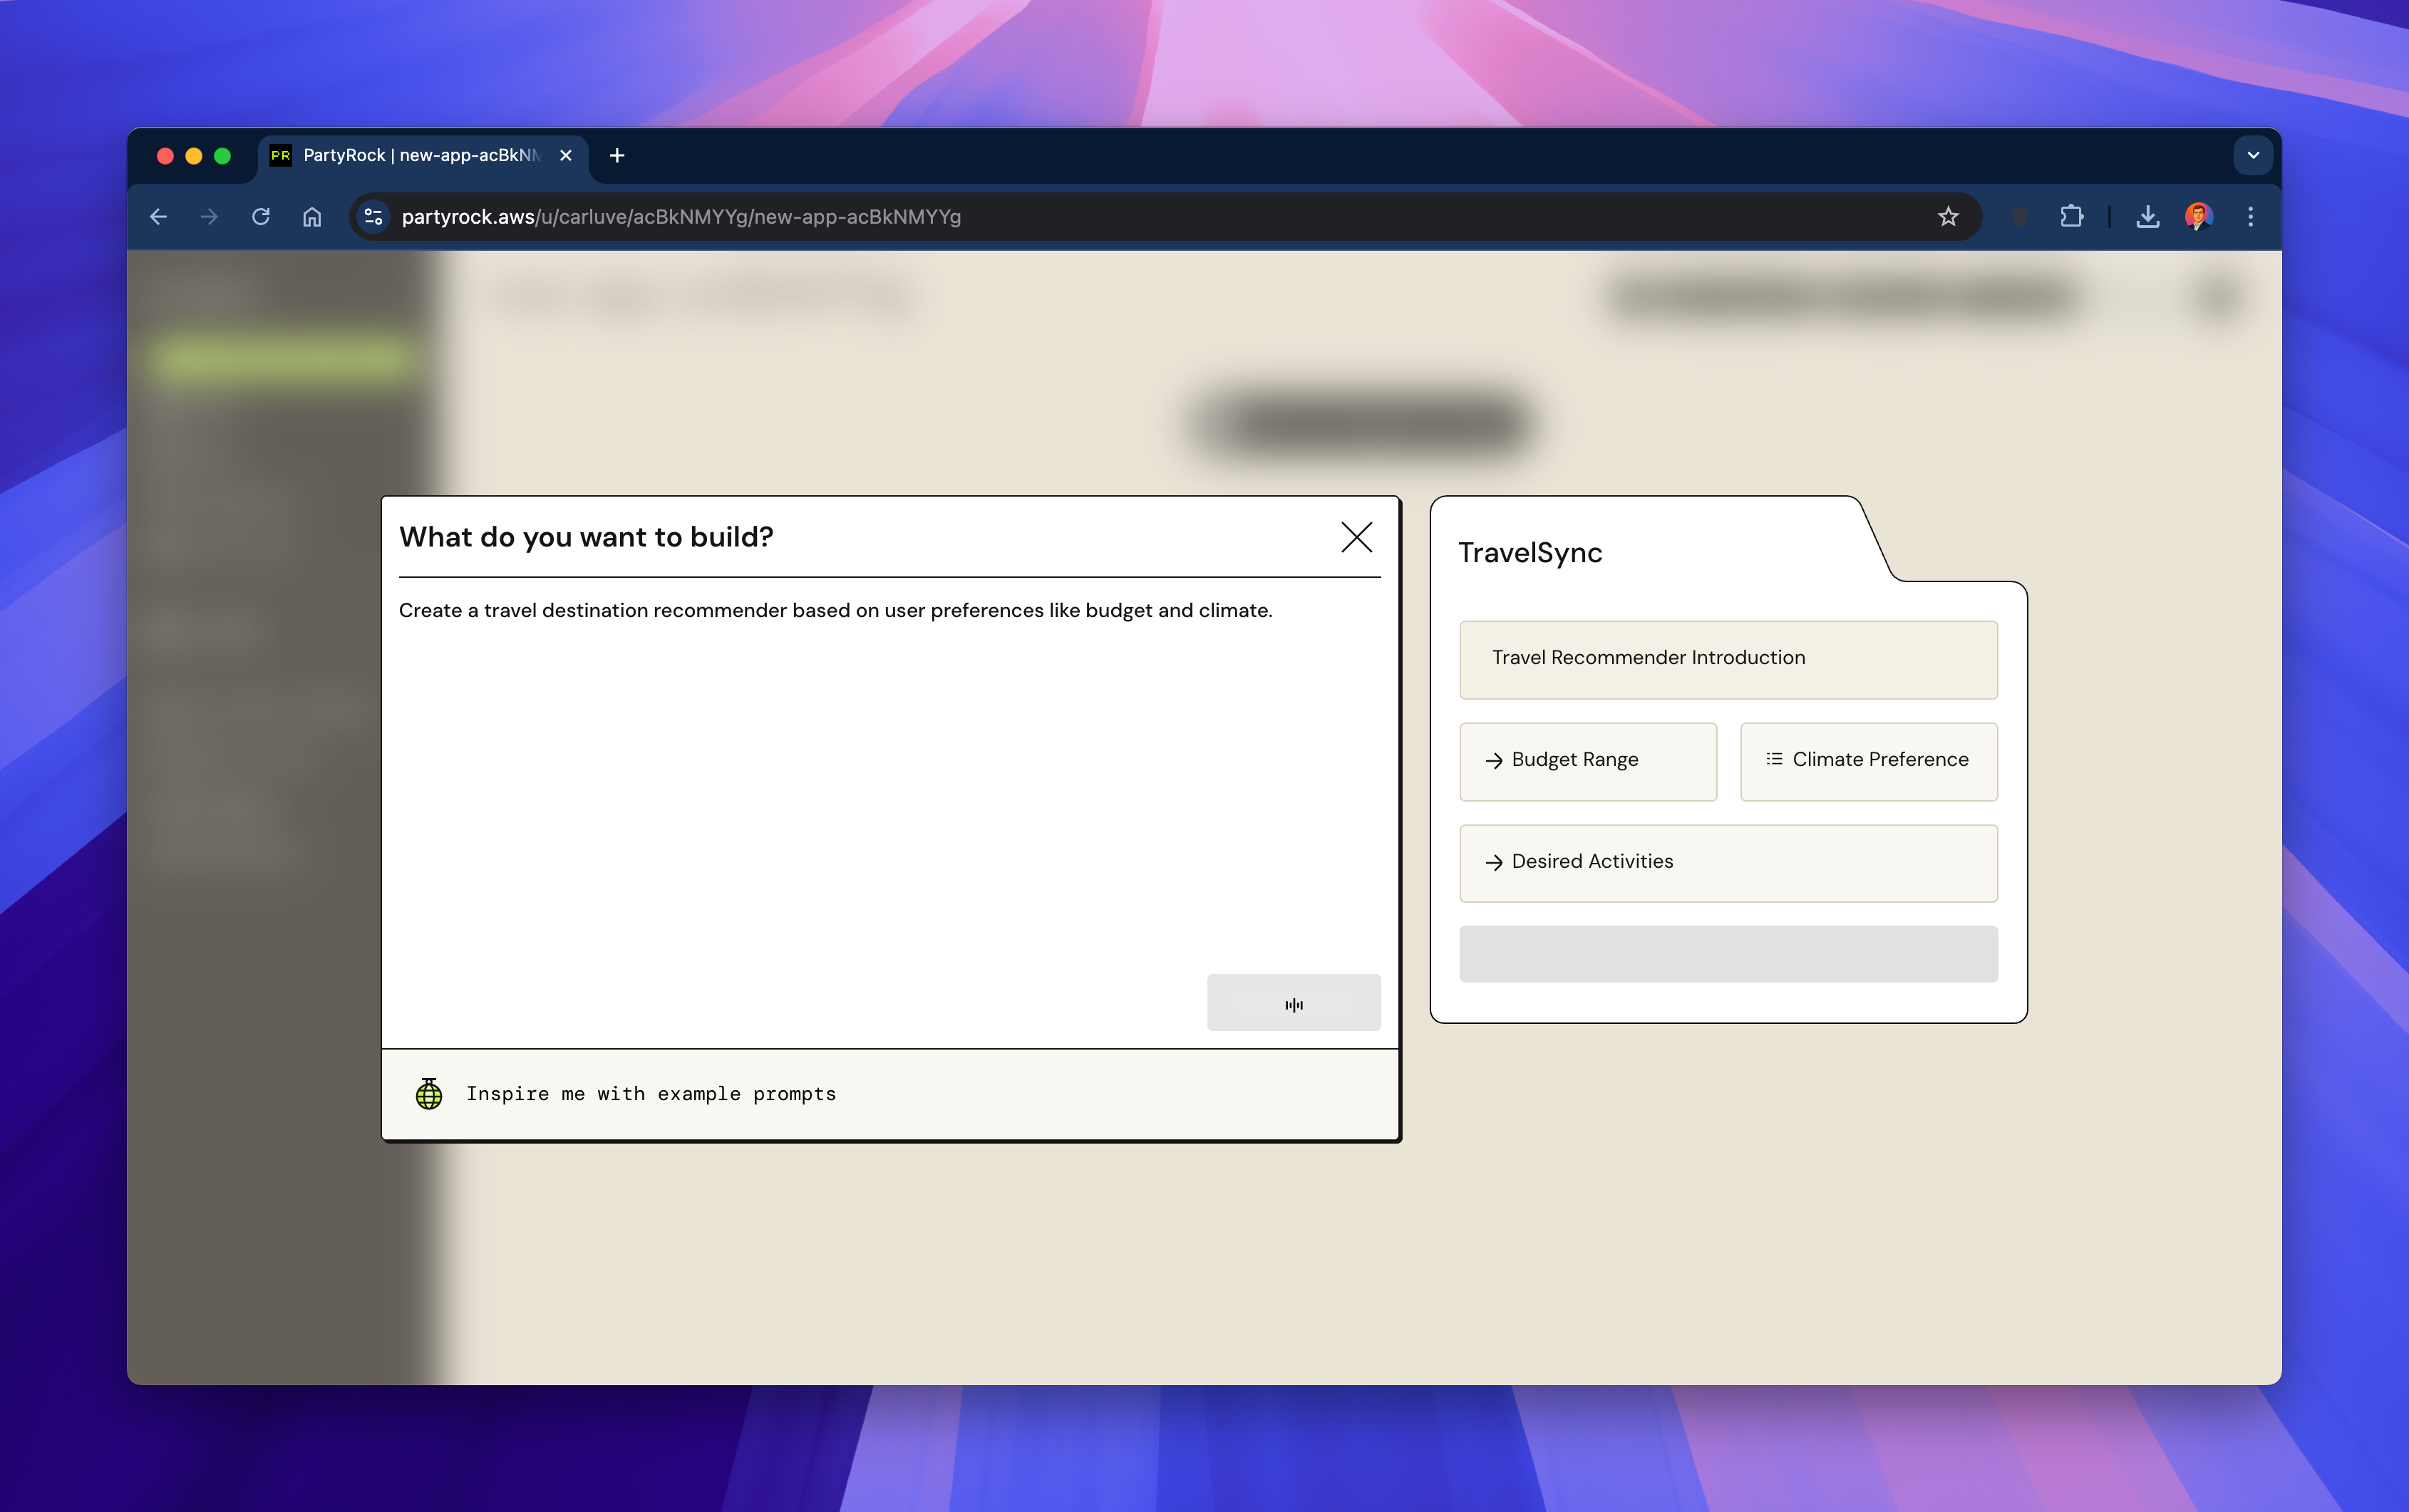 PR PartyRock | new-app-acBkNM
partyrock.aws/u/carluve/acBkNMYYg/new-app-acBkNMYYg
What do you want to build?
Create a travel destination recommender based on user preferences like budget and climate.
Inspire me with example prompts
TravelSync
Travel Recommender Introduction
Budget Range
Climate Preference
Desired Activities